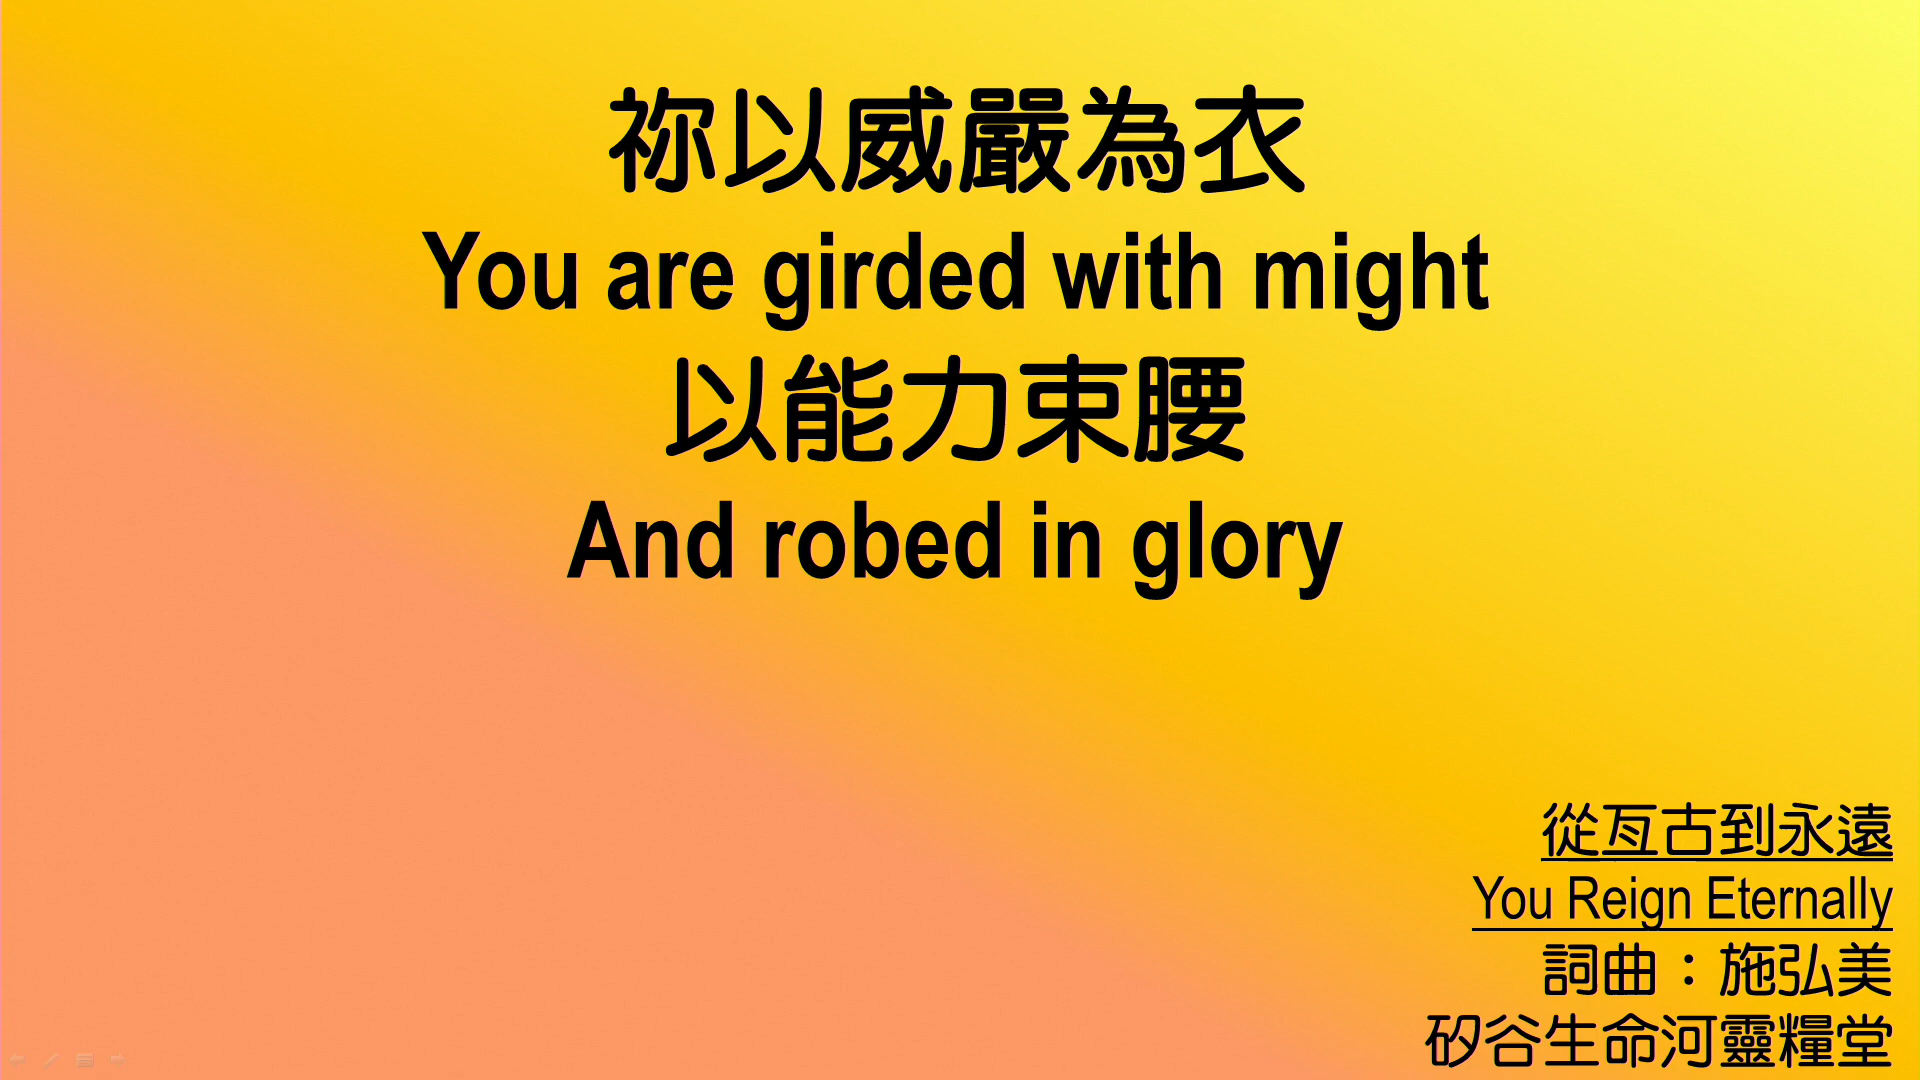 祢以威嚴為衣
You are girded with might
以能力束腰
And robed in glory
從亙古到永遠
You Reign Eternally
詞曲：施弘美
矽谷生命河靈糧堂